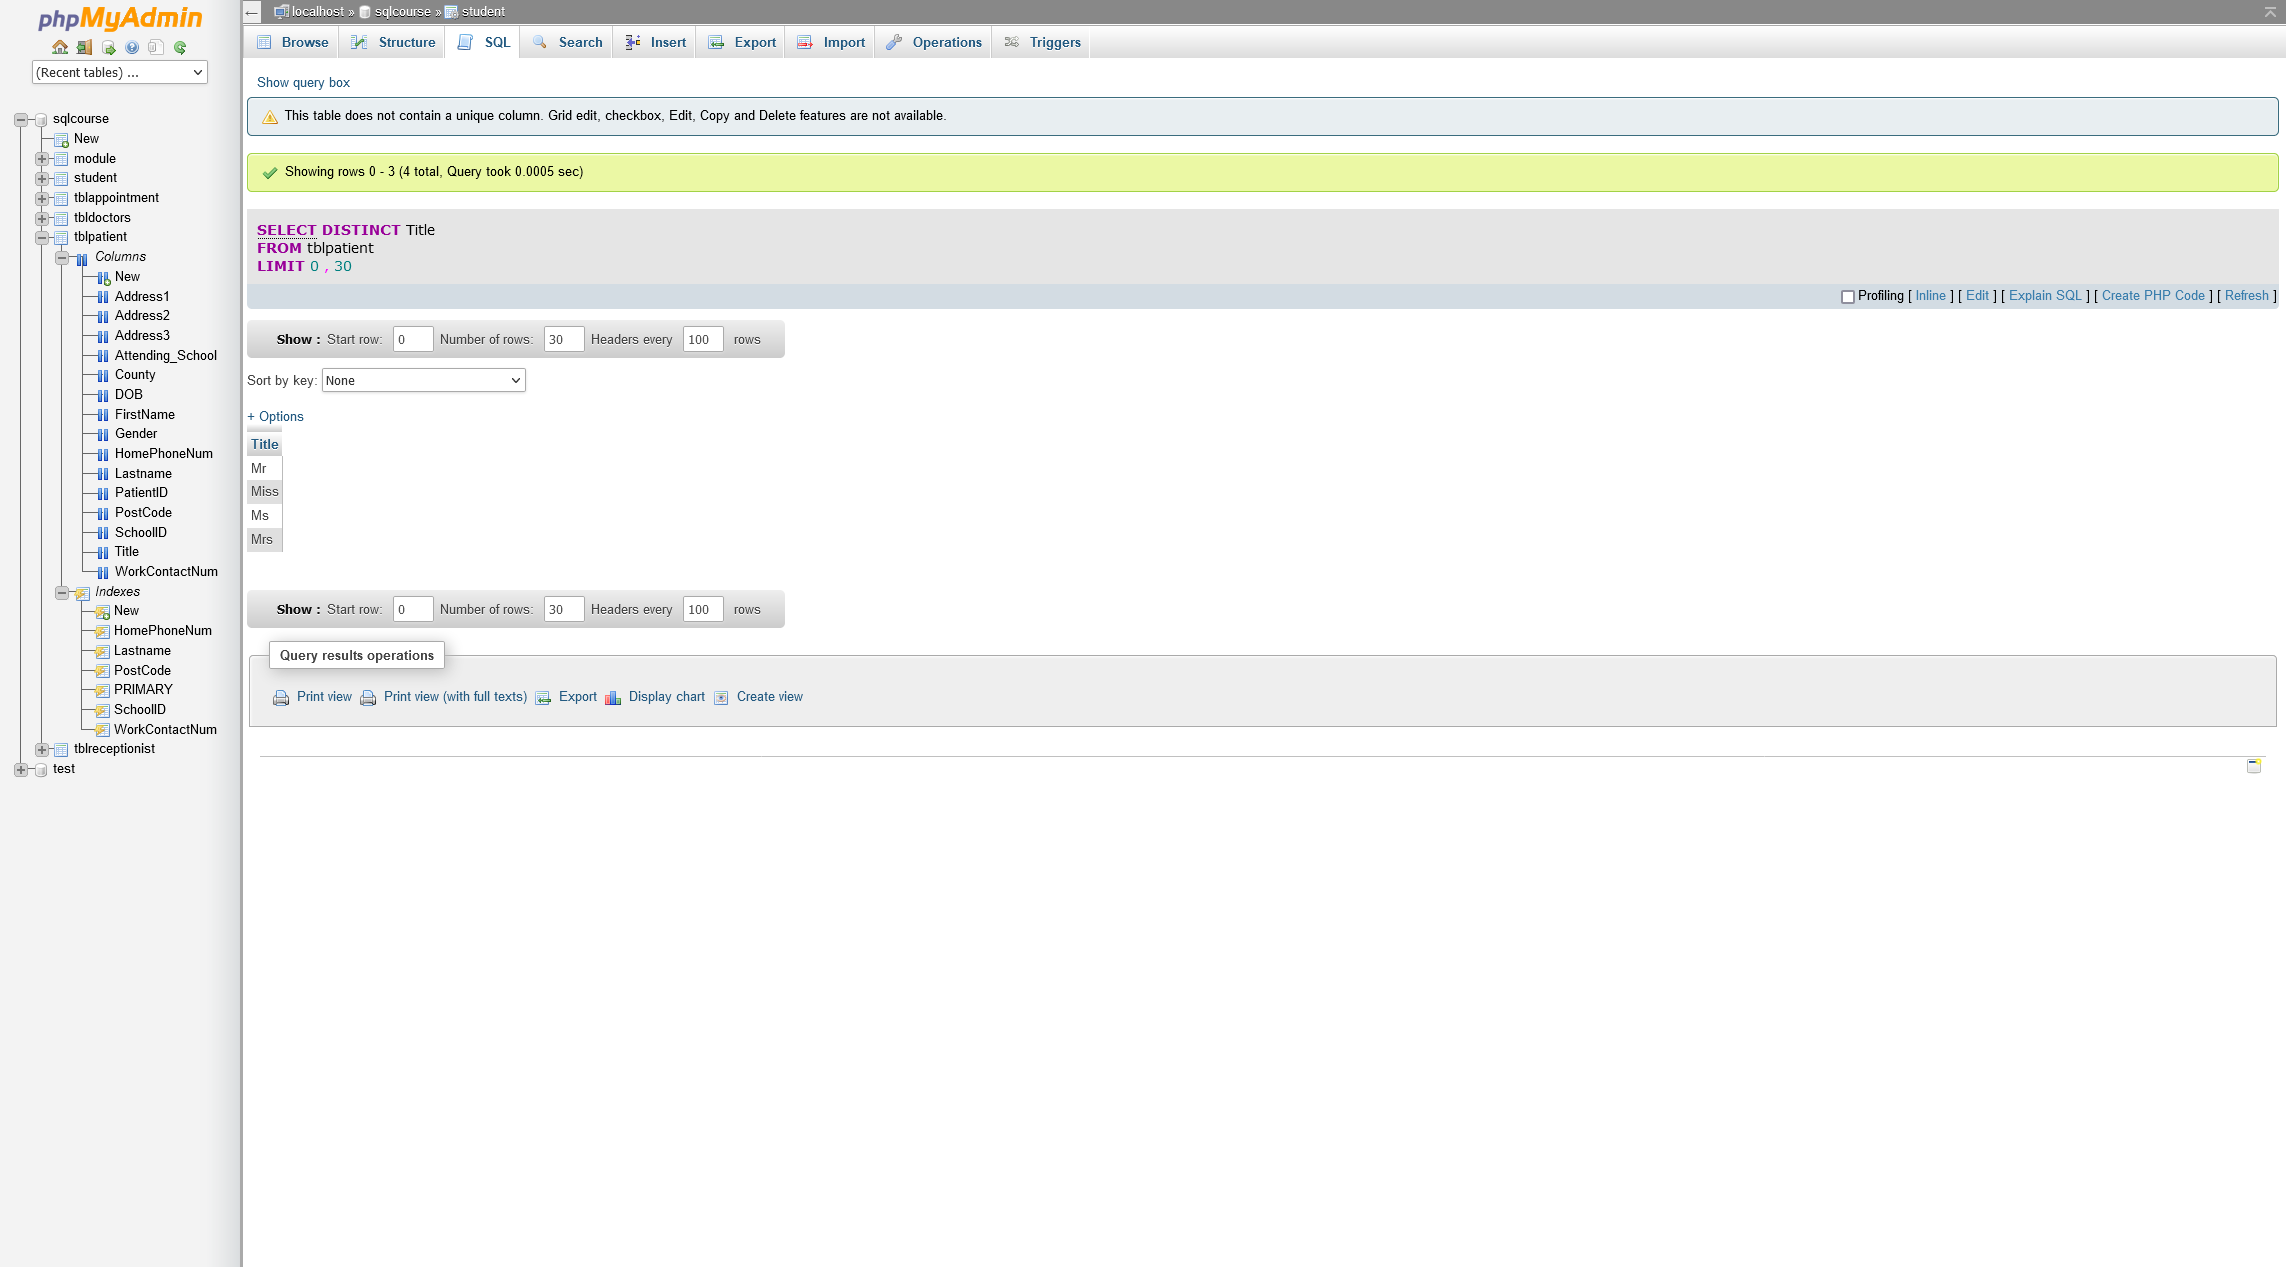 phpMyAdmin
(Recent tables) ...
sqlcourse
New
module
student
tblappointment
tbldoctors
tblpatient
Columns
New
Address1
Address2
Address3
Attending_School
County
DOB
FirstName
Gender
HomePhoneNum
Lastname
PatientID
PostCode
SchoolID
Title
WorkContactNum
Indexes
New
HomePhoneNum
Lastname
PostCode
PRIMARY
SchoolID
WorkContactNum
tblreceptionist
test
localhost » sqlcourse » student
Browse Structure SQL Search Insert Export Import Operations Triggers
Show query box
This table does not contain a unique column. Grid edit, checkbox, Edit, Copy and Delete features are not available.
Showing rows 0 - 3 (4 total, Query took 0.0005 sec)
SELECT DISTINCT Title
FROM tblpatient
LIMIT 0 , 30
Profiling [ Inline ] [ Edit ] [ Explain SQL ] [ Create PHP Code ] [ Refresh ]
Show : Start row: 0 Number of rows: 30 Headers every 100 rows
Sort by key: None
+ Options
Title
Mr
Miss
Ms
Mrs
Show : Start row: 0 Number of rows: 30 Headers every 100 rows
Query results operations
Print view Print view (with full texts) Export Display chart Create view